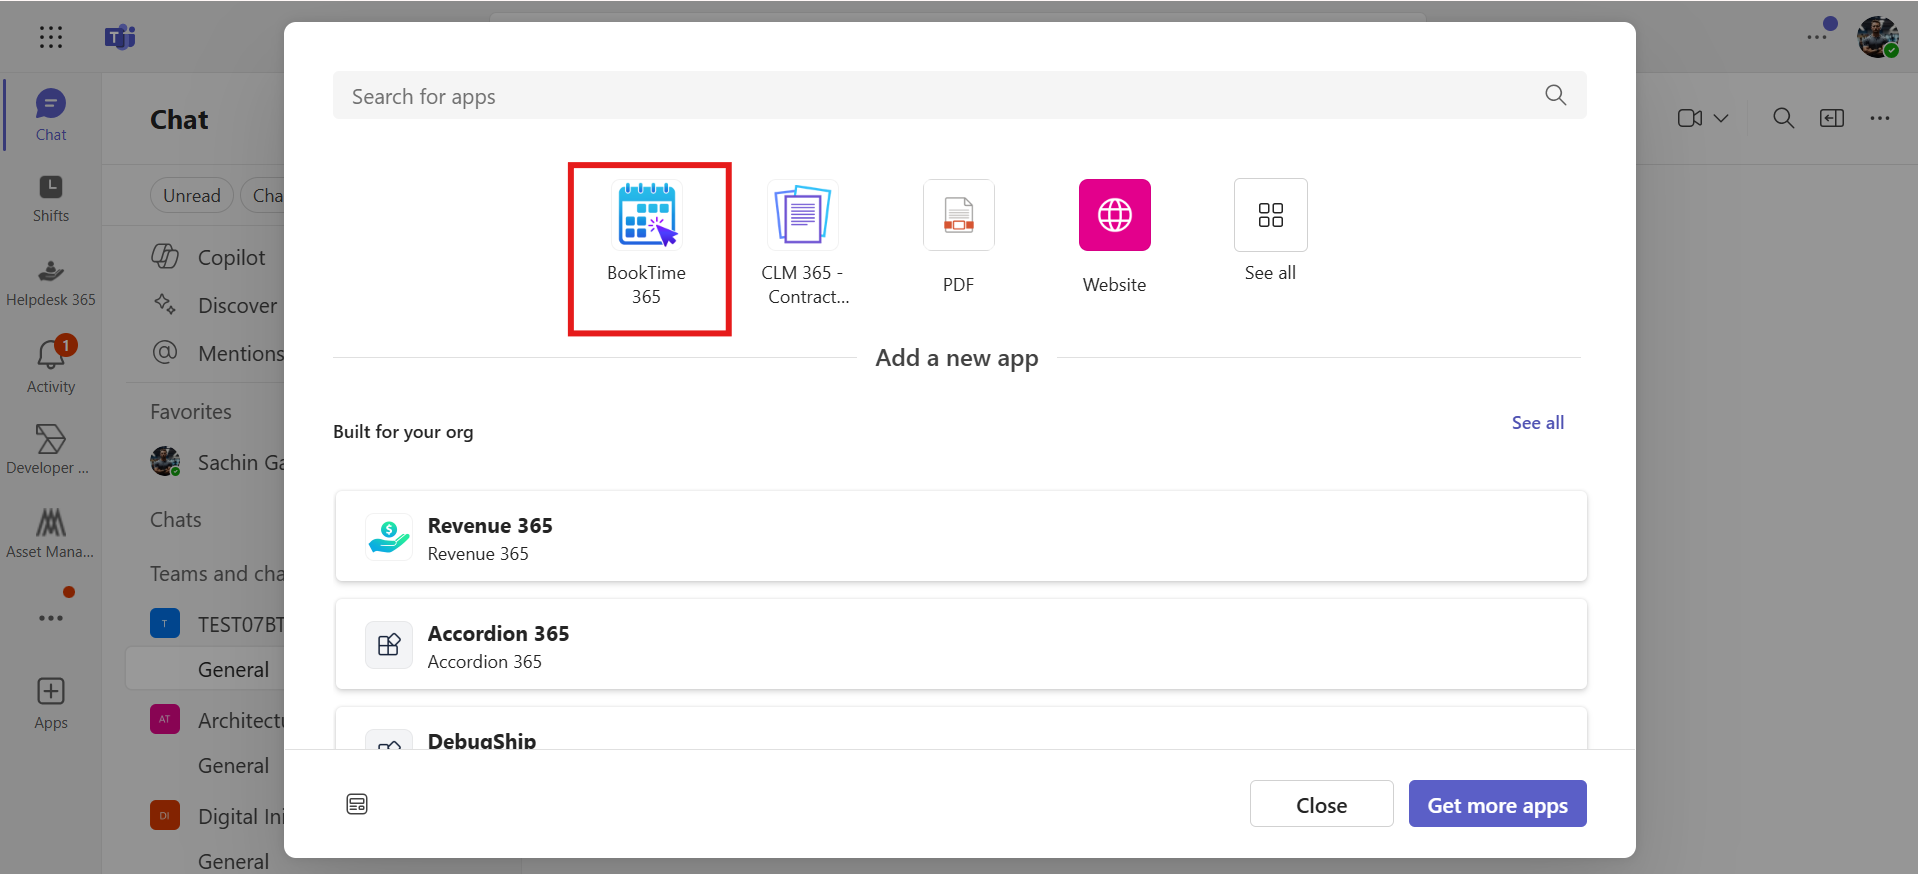 Search for apps
Chat
Chat
Unread
Cha
Shifts
Copilot
Helpdesk 365
Discover
1
Activity
Mentions
Favorites
Developer ...
Sachin Ga
Chats
Asset Mana...
Teams and cha
T
TEST07BT
General
Apps
AT
Architectu
General
DI
Digital Ini
General
BookTime
365
CLM 365 -
Contract...
PDF
Website
See all
Add a new app
Built for your org
See all
Revenue 365
Revenue 365
Accordion 365
Accordion 365
DebugShip
Close
Get more apps